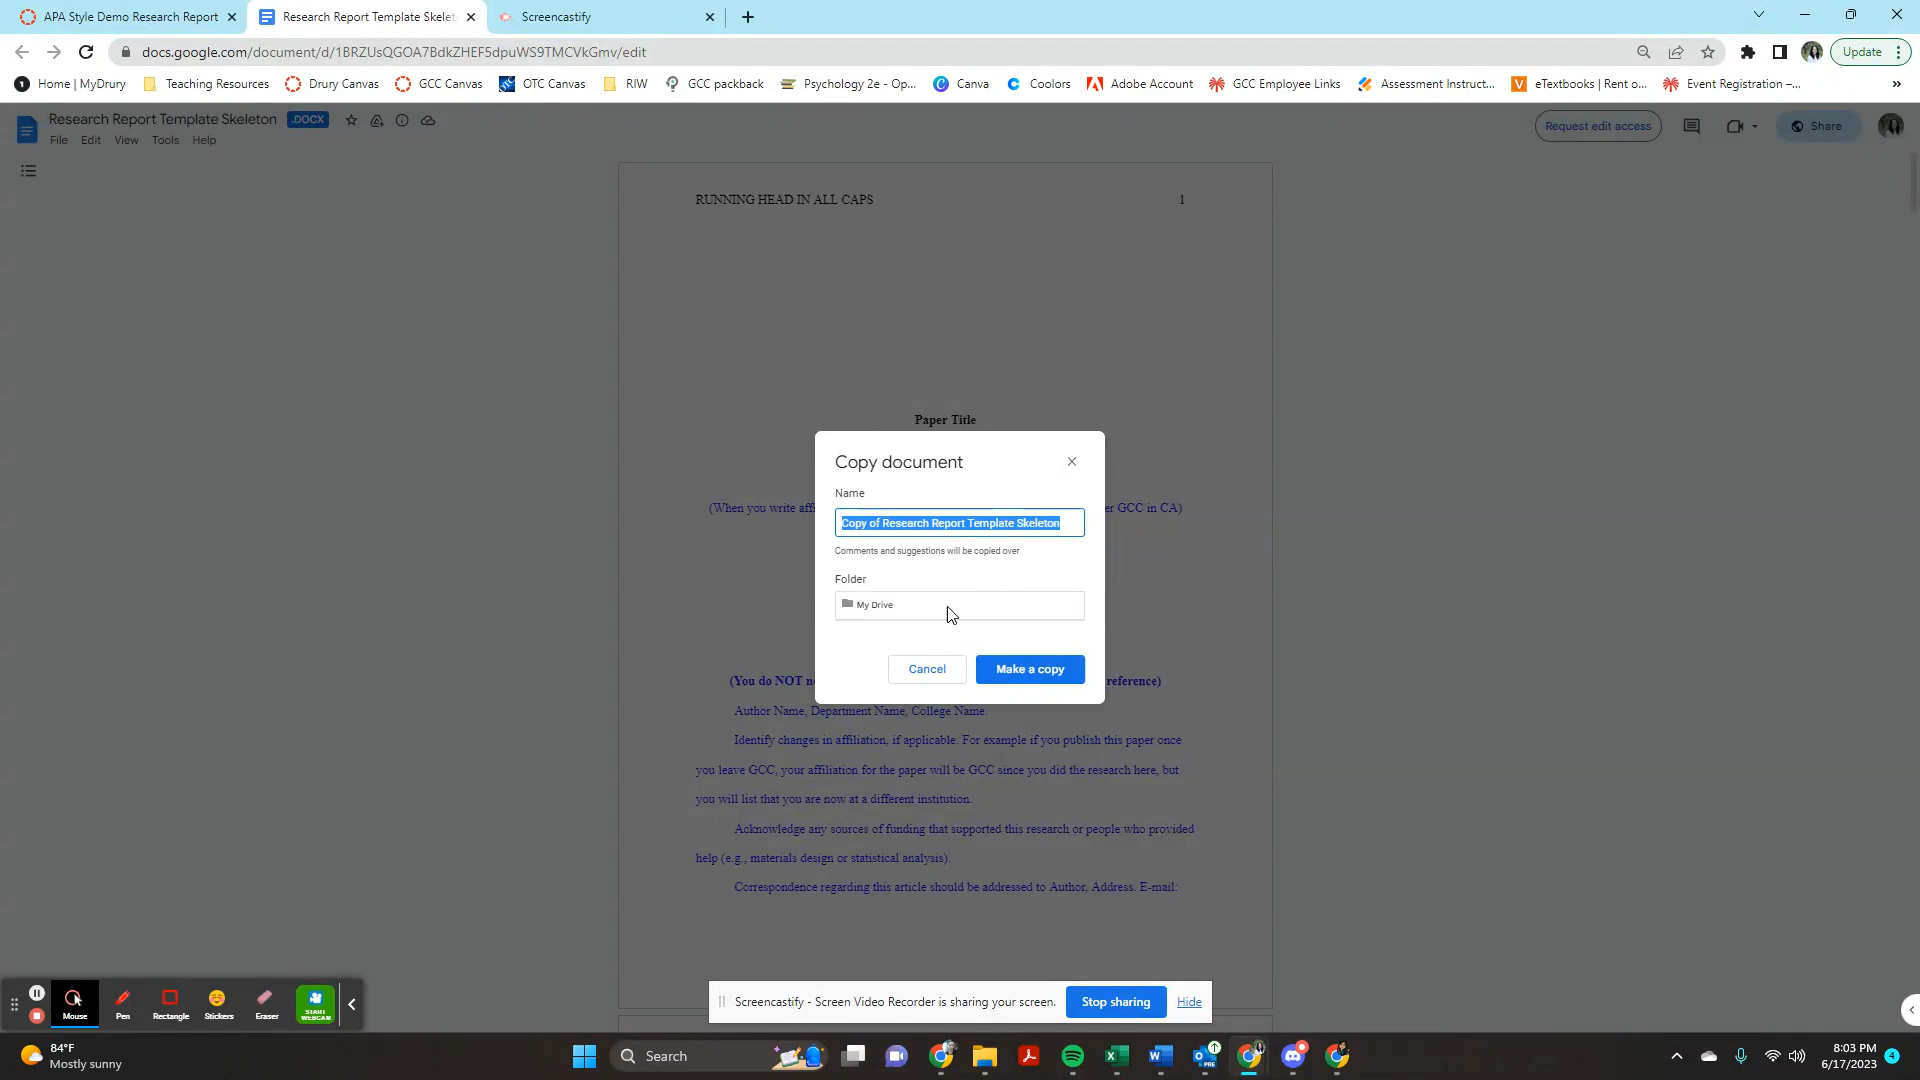 APA Style Demo Research Report
Research Report Template Skelet
Screencastify
docs.google.com/document/d/1BRZUsQGOA7BdkZHEF5dpuWS9TMCVkGmv/edit
Update
Home | MyDrury
Teaching Resources
Drury Canvas
GCC Canvas
OTC Canvas
RIW
GCC packback
Psychology 2e - Op...
Canva
Coolors
Adobe Account
GCC Employee Links
Assessment Instruct...
eTextbooks | Rent o...
Event Registration –...
Research Report Template Skeleton
.DOCX
File
Edit
View
Tools
Help
Request edit access
Share
RUNNING HEAD IN ALL CAPS
1
Paper Title
Copy document
Name
(When you write affi
er GCC in CA)
Copy of Research Report Template Skeleton
Comments and suggestions will be copied over
Folder
My Drive
Cancel
Make a copy
(You do NOT n
reference)
Author Name, Department Name, College Name.
Identify changes in affiliation, if applicable. For example if you publish this paper once
you leave GCC, your affiliation for the paper will be GCC since you did the research here, but
you will list that you are now at a different institution.
Acknowledge any sources of funding that supported this research or people who provided
help (e.g., materials design or statistical analysis).
Correspondence regarding this article should be addressed to Author, Address. E-mail:
Mouse
Pen
Rectangle
Stickers
Eraser
START
WEBCAM
Screencastify - Screen Video Recorder is sharing your screen.
Stop sharing
Hide
84°F
Mostly sunny
Search
PRE
8:03 PM
6/17/2023
4